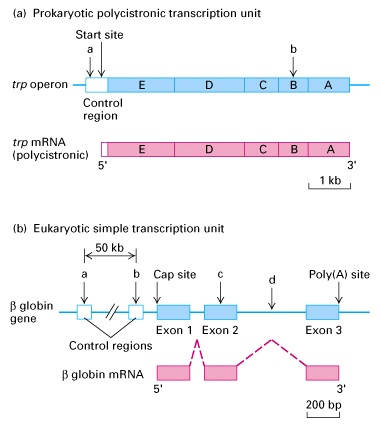 (a) Prokaryotic polycistronic transcription unit
Start site
a
b
trp operon
E D C B A
Control
region
trp mRNA
(polycistronic)
E D C B A
5' 3'
1 kb
(b) Eukaryotic simple transcription unit
50 kb
a b Cap site c d Poly(A) site
β globin
gene
Exon 1 Exon 2 Exon 3
Control regions
β globin mRNA
5' 3'
200 bp